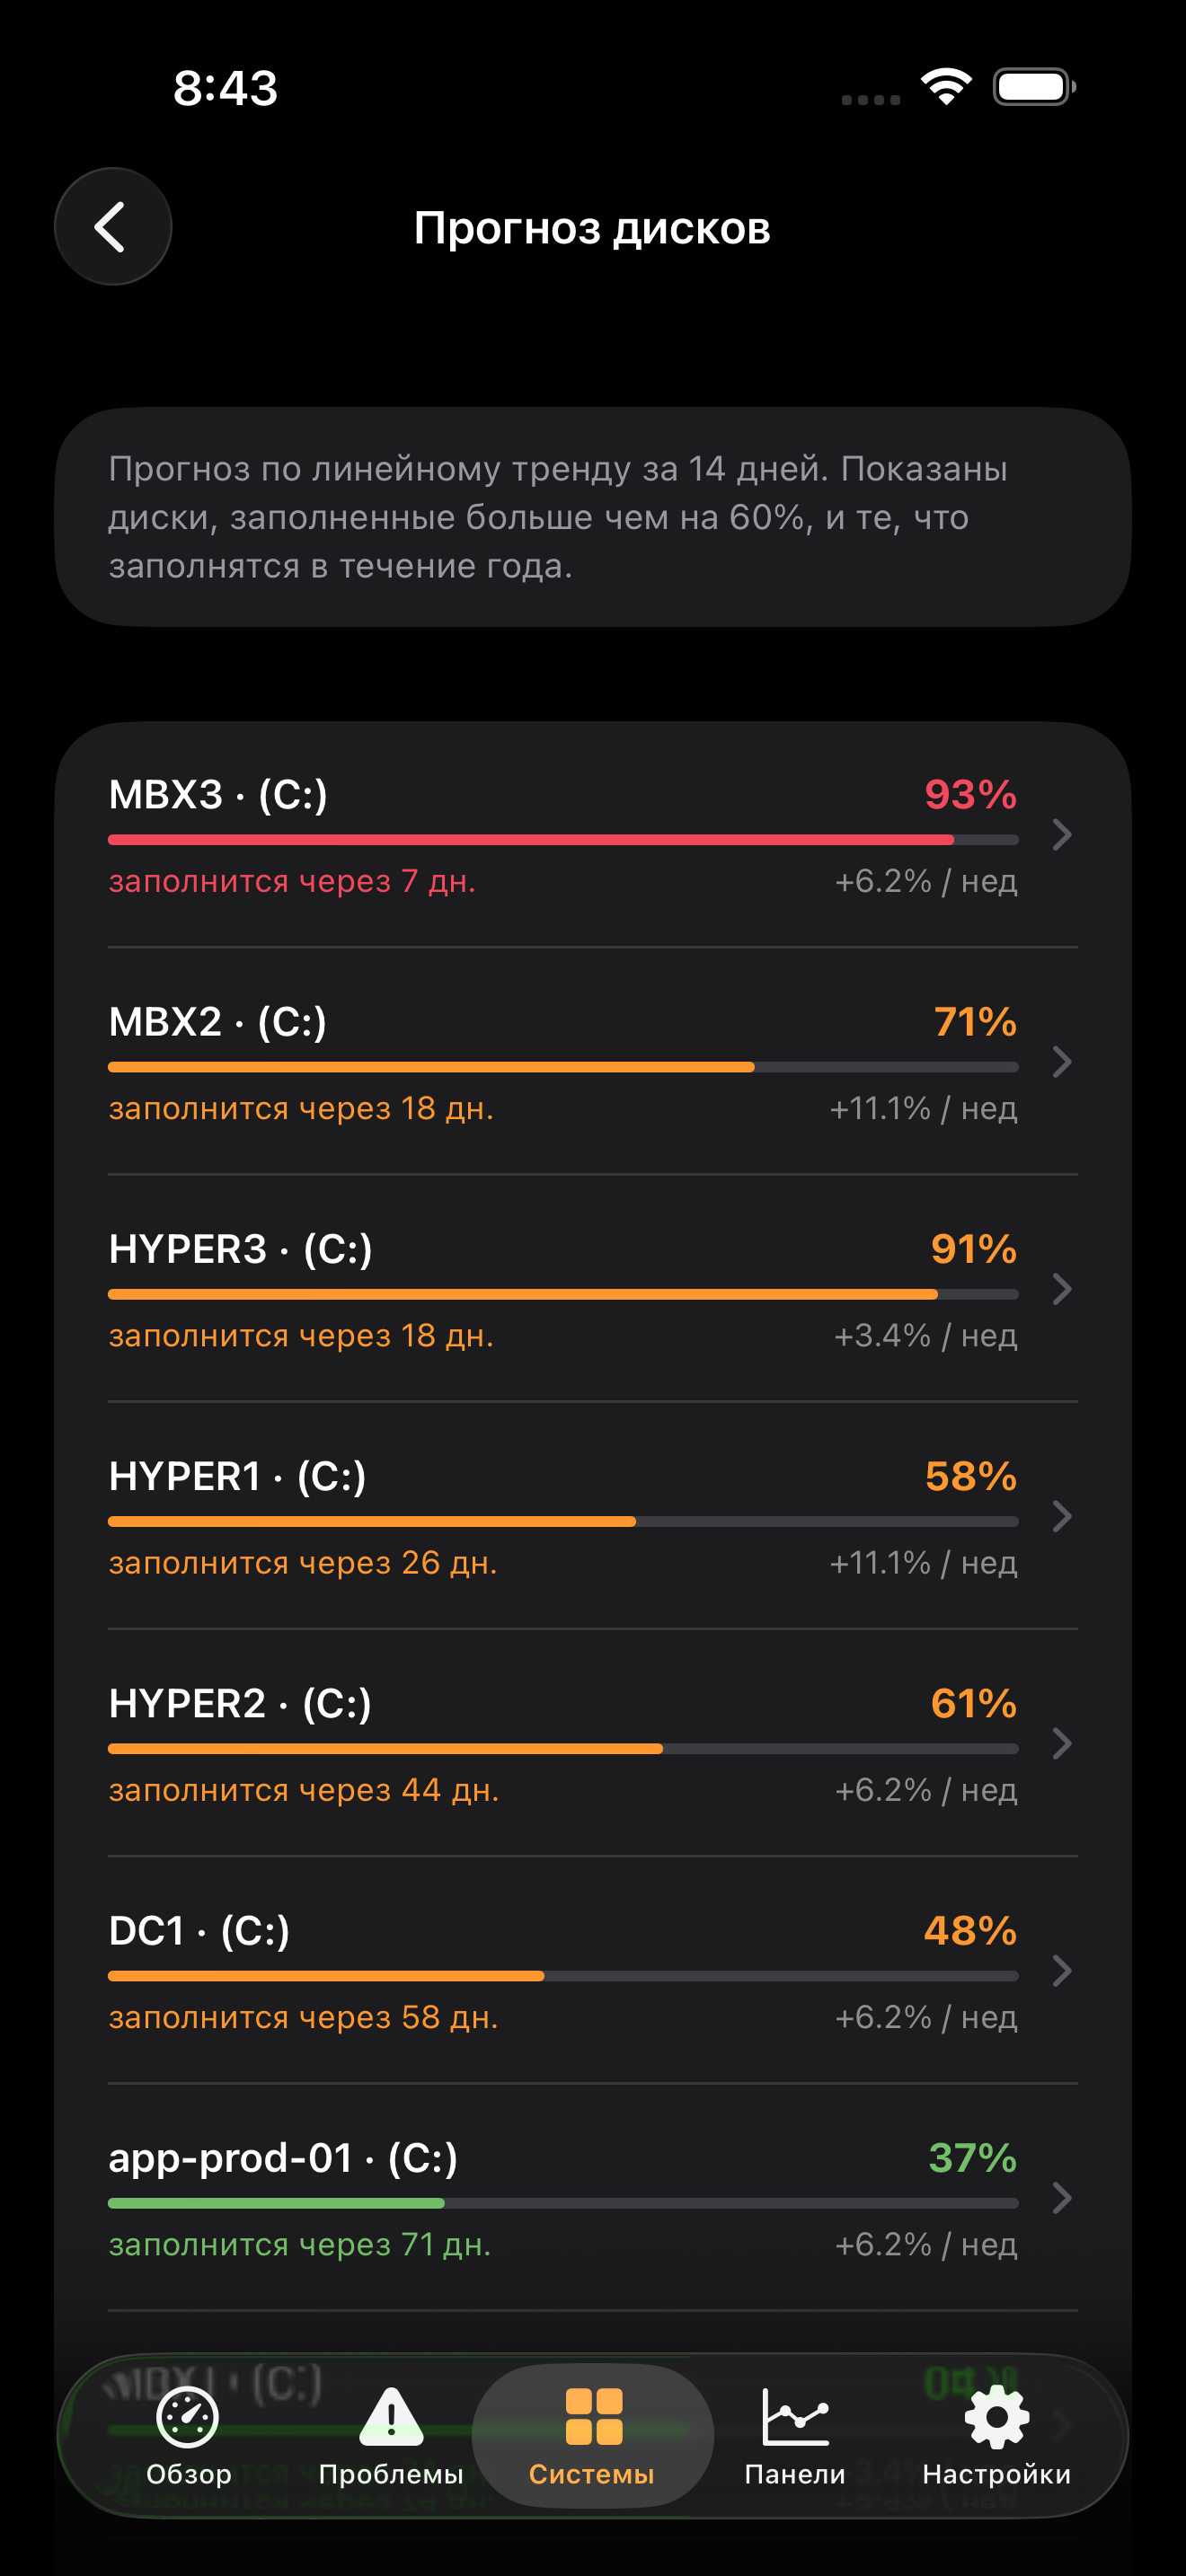 8:43
Прогноз дисков
Прогноз по линейному тренду за 14 дней. Показаны
диски, заполненные больше чем на 60%, и те, что
заполнятся в течение года.
MBX3 · (C:) 93%
заполнится через 7 дн. +6.2% / нед
MBX2 · (C:) 71%
заполнится через 18 дн. +11.1% / нед
HYPER3 · (C:) 91%
заполнится через 18 дн. +3.4% / нед
HYPER1 · (C:) 58%
заполнится через 26 дн. +11.1% / нед
HYPER2 · (C:) 61%
заполнится через 44 дн. +6.2% / нед
DC1 · (C:) 48%
заполнится через 58 дн. +6.2% / нед
app-prod-01 · (C:) 37%
заполнится через 71 дн. +6.2% / нед
(C:)
Обзор Проблемы Системы Панели Настройки